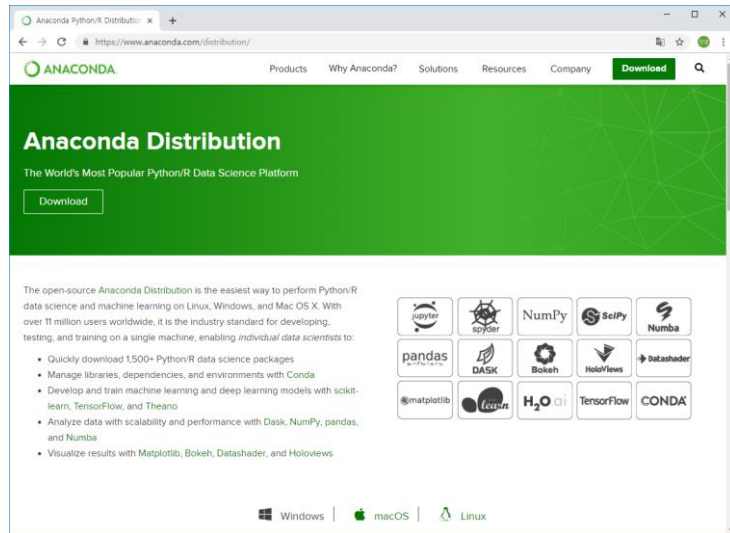 Anaconda Python/R Distributio
https://www.anaconda.com/distribution/
ANACONDA.
Products Why Anaconda? Solutions Resources Company Download
Anaconda Distribution
The World's Most Popular Python/R Data Science Platform
Download
The open-source Anaconda Distribution is the easiest way to perform Python/R
data science and machine learning on Linux, Windows, and Mac OS X. With
over 11 million users worldwide, it is the industry standard for developing,
testing, and training on a single machine, enabling individual data scientists to:
• Quickly download 1,500+ Python/R data science packages
• Manage libraries, dependencies, and environments with Conda
• Develop and train machine learning and deep learning models with scikit-
learn, TensorFlow, and Theano
• Analyze data with scalability and performance with Dask, NumPy, pandas,
and Numba
• Visualize results with Matplotlib, Bokeh, Datashader, and Holoviews
jupyter spyder NumPy SciPy Numba
pandas DASK Bokeh HoloViews Datashader
matplotlib learn H2O.ai TensorFlow CONDA
Windows macOS Linux